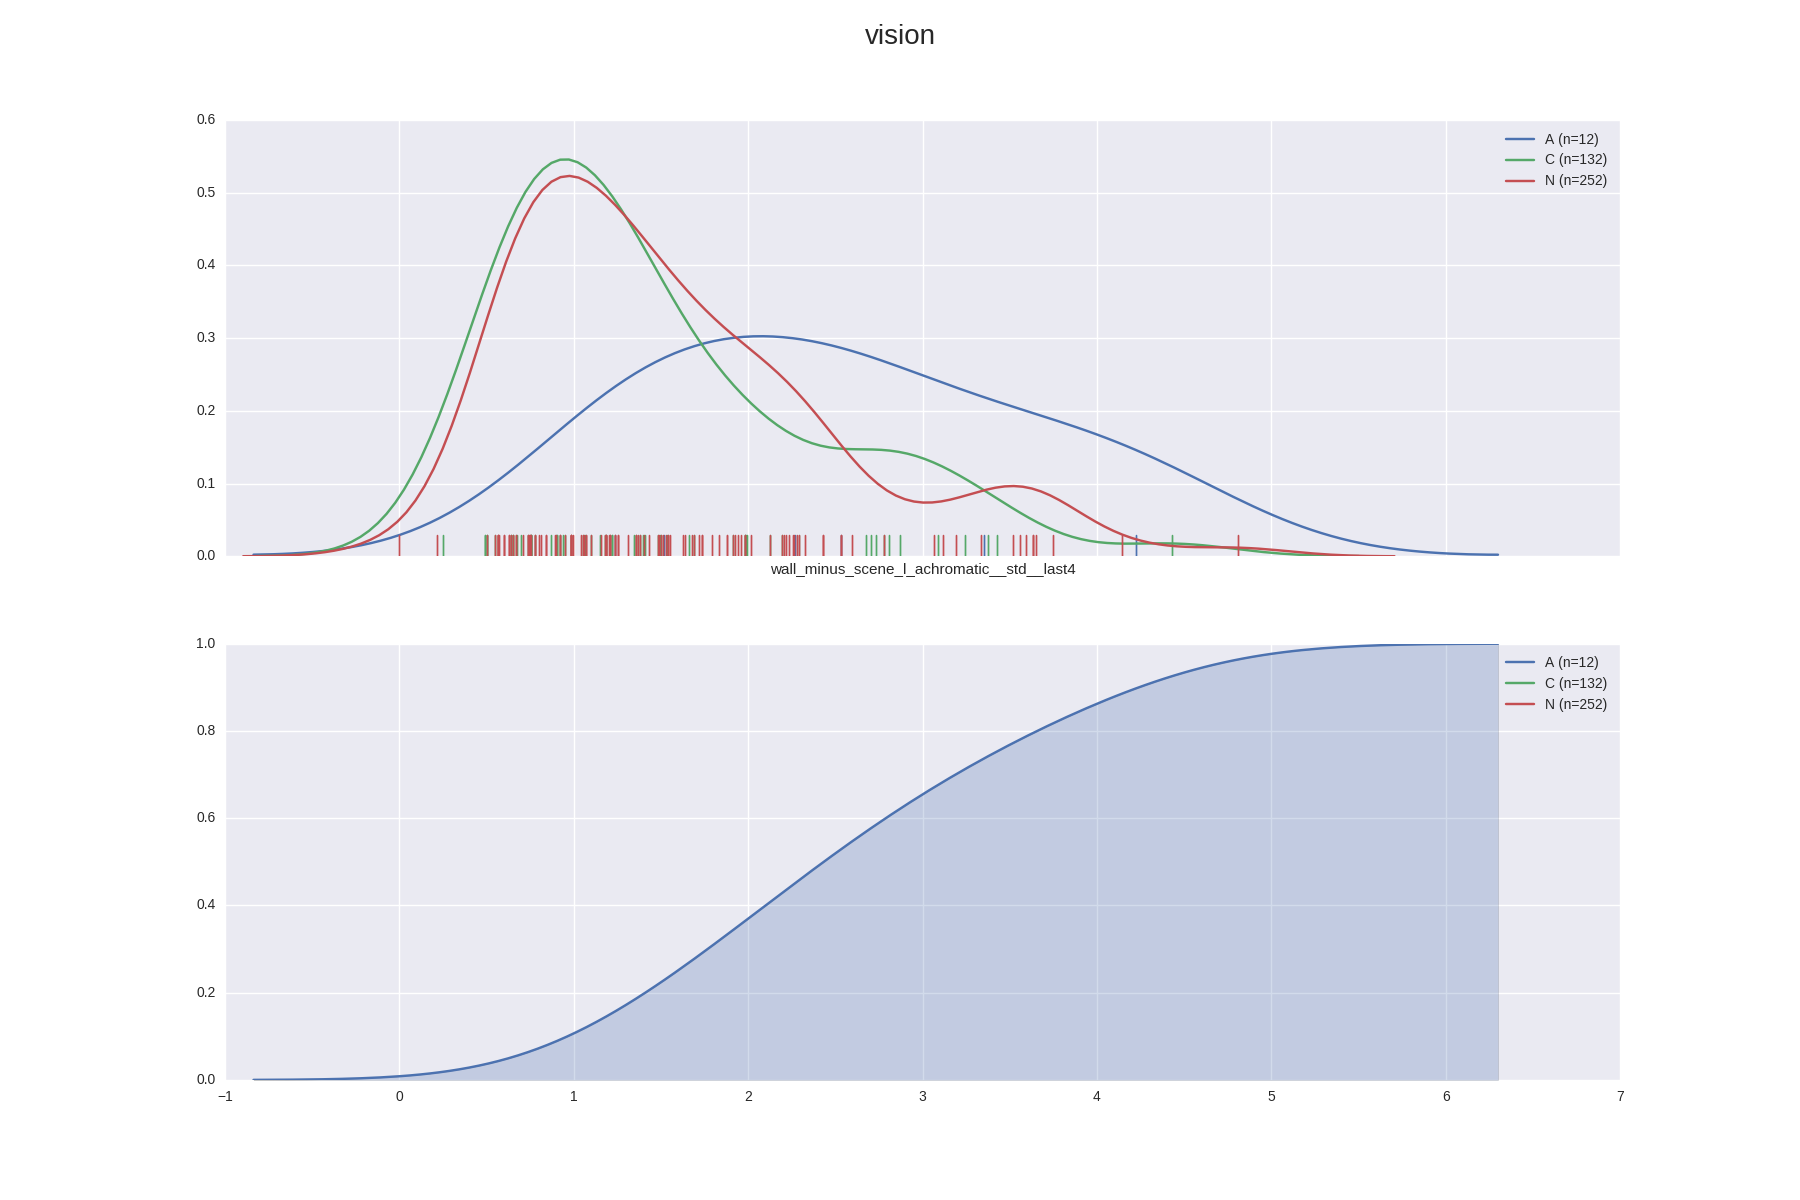 vision
0.6
0.5
0.4
0.3
0.2
0.1
0.0
A (n=12)
C (n=132)
N (n=252)
wall_minus_scene_l_achromatic__std__last4
1.0
0.8
0.6
0.4
0.2
0.0
A (n=12)
C (n=132)
N (n=252)
−1 0 1 2 3 4 5 6 7